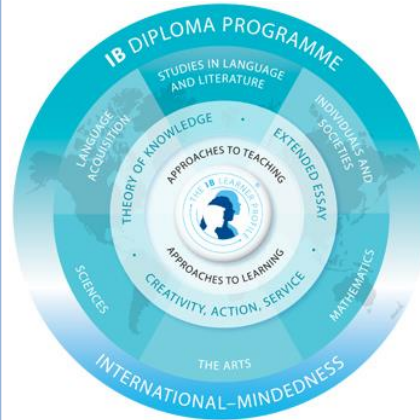 IB DIPLOMA PROGRAMME
STUDIES IN LANGUAGE
AND LITERATURE
LANGUAGE
ACQUISITION
INDIVIDUALS AND
SOCIETIES
THEORY OF KNOWLEDGE
EXTENDED ESSAY
APPROACHES TO TEACHING
THE IB LEARNER PROFILE
APPROACHES TO LEARNING
CREATIVITY, ACTION, SERVICE
SCIENCES
MATHEMATICS
THE ARTS
INTERNATIONAL–MINDEDNESS